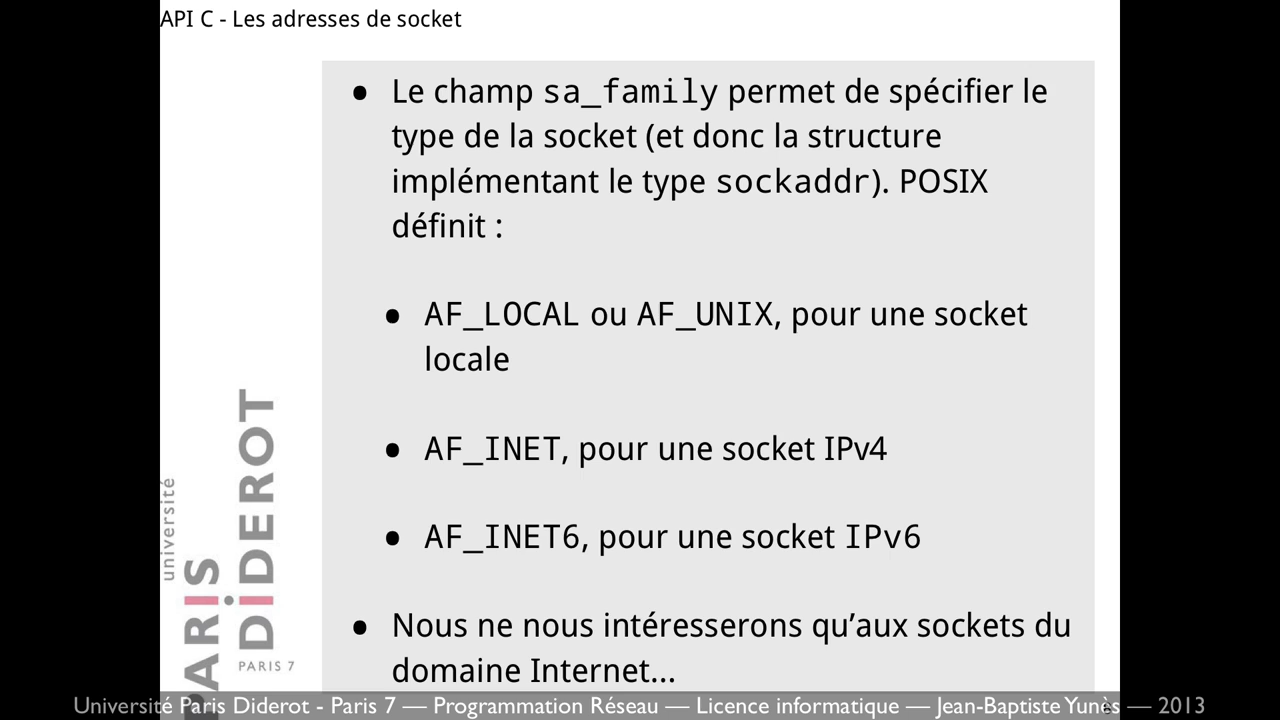 API C - Les adresses de socket
• Le champ sa_family permet de spécifier le
type de la socket (et donc la structure
implémentant le type sockaddr). POSIX
définit :
• AF_LOCAL ou AF_UNIX, pour une socket
locale
• AF_INET, pour une socket IPv4
• AF_INET6, pour une socket IPv6
• Nous ne nous intéresserons qu’aux sockets du
domaine Internet...
université
PARIS
DiDEROT
PARIS 7
Université Paris Diderot - Paris 7 — Programmation Réseau — Licence informatique — Jean-Baptiste Yunès — 2013